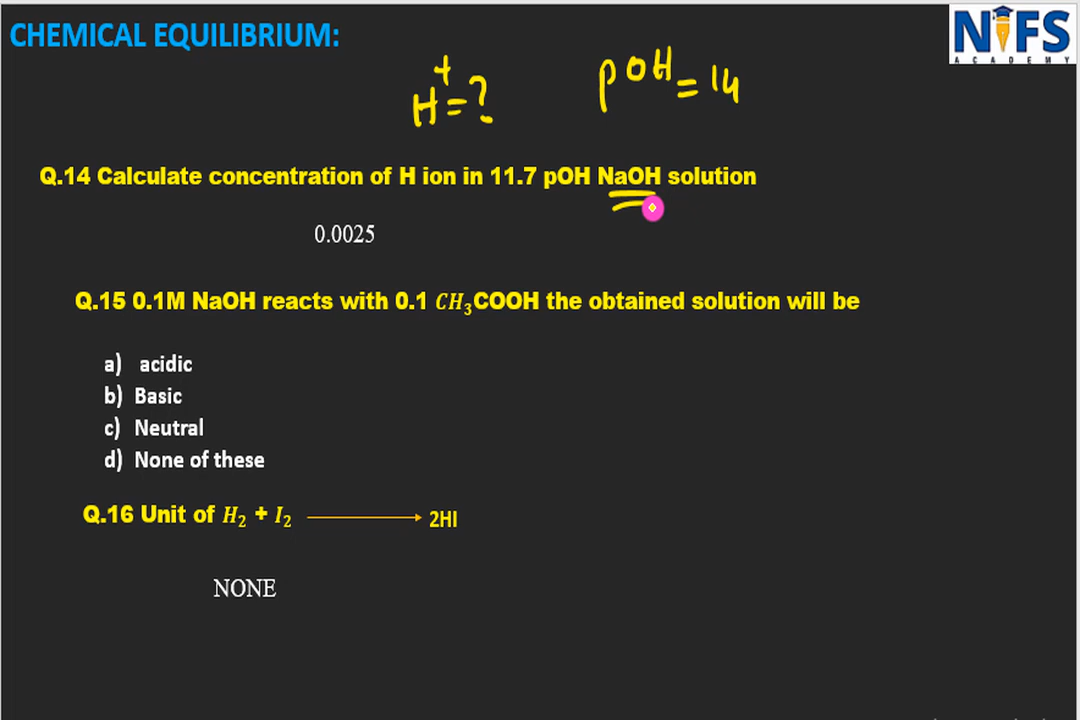 CHEMICAL EQUILIBRIUM:
NIFS
ACADEMY
H⁺=? pOH=14
Q.14 Calculate concentration of H ion in 11.7 pOH NaOH solution
0.0025
Q.15 0.1M NaOH reacts with 0.1 CH₃COOH the obtained solution will be
a) acidic
b) Basic
c) Neutral
d) None of these
Q.16 Unit of H₂ + I₂ ⟶ 2HI
NONE